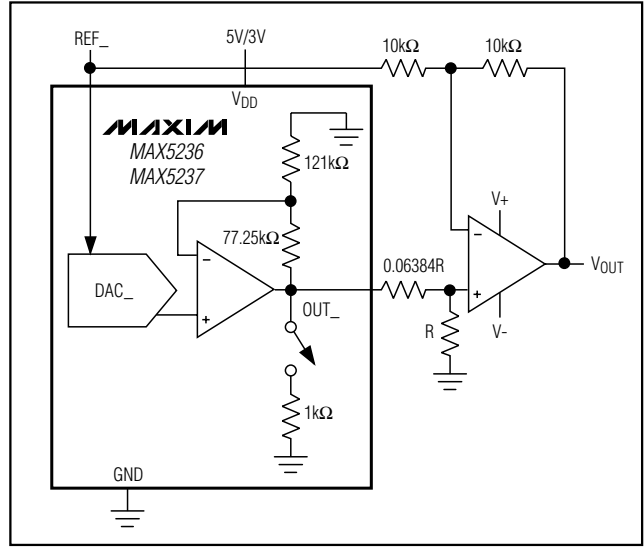 REF_
5V/3V
10kΩ
10kΩ
VDD
MAXIM
MAX5236
MAX5237
121kΩ
77.25kΩ
V+
DAC_
−
+
0.06384R
−
+
VOUT
OUT_
R
V-
1kΩ
GND